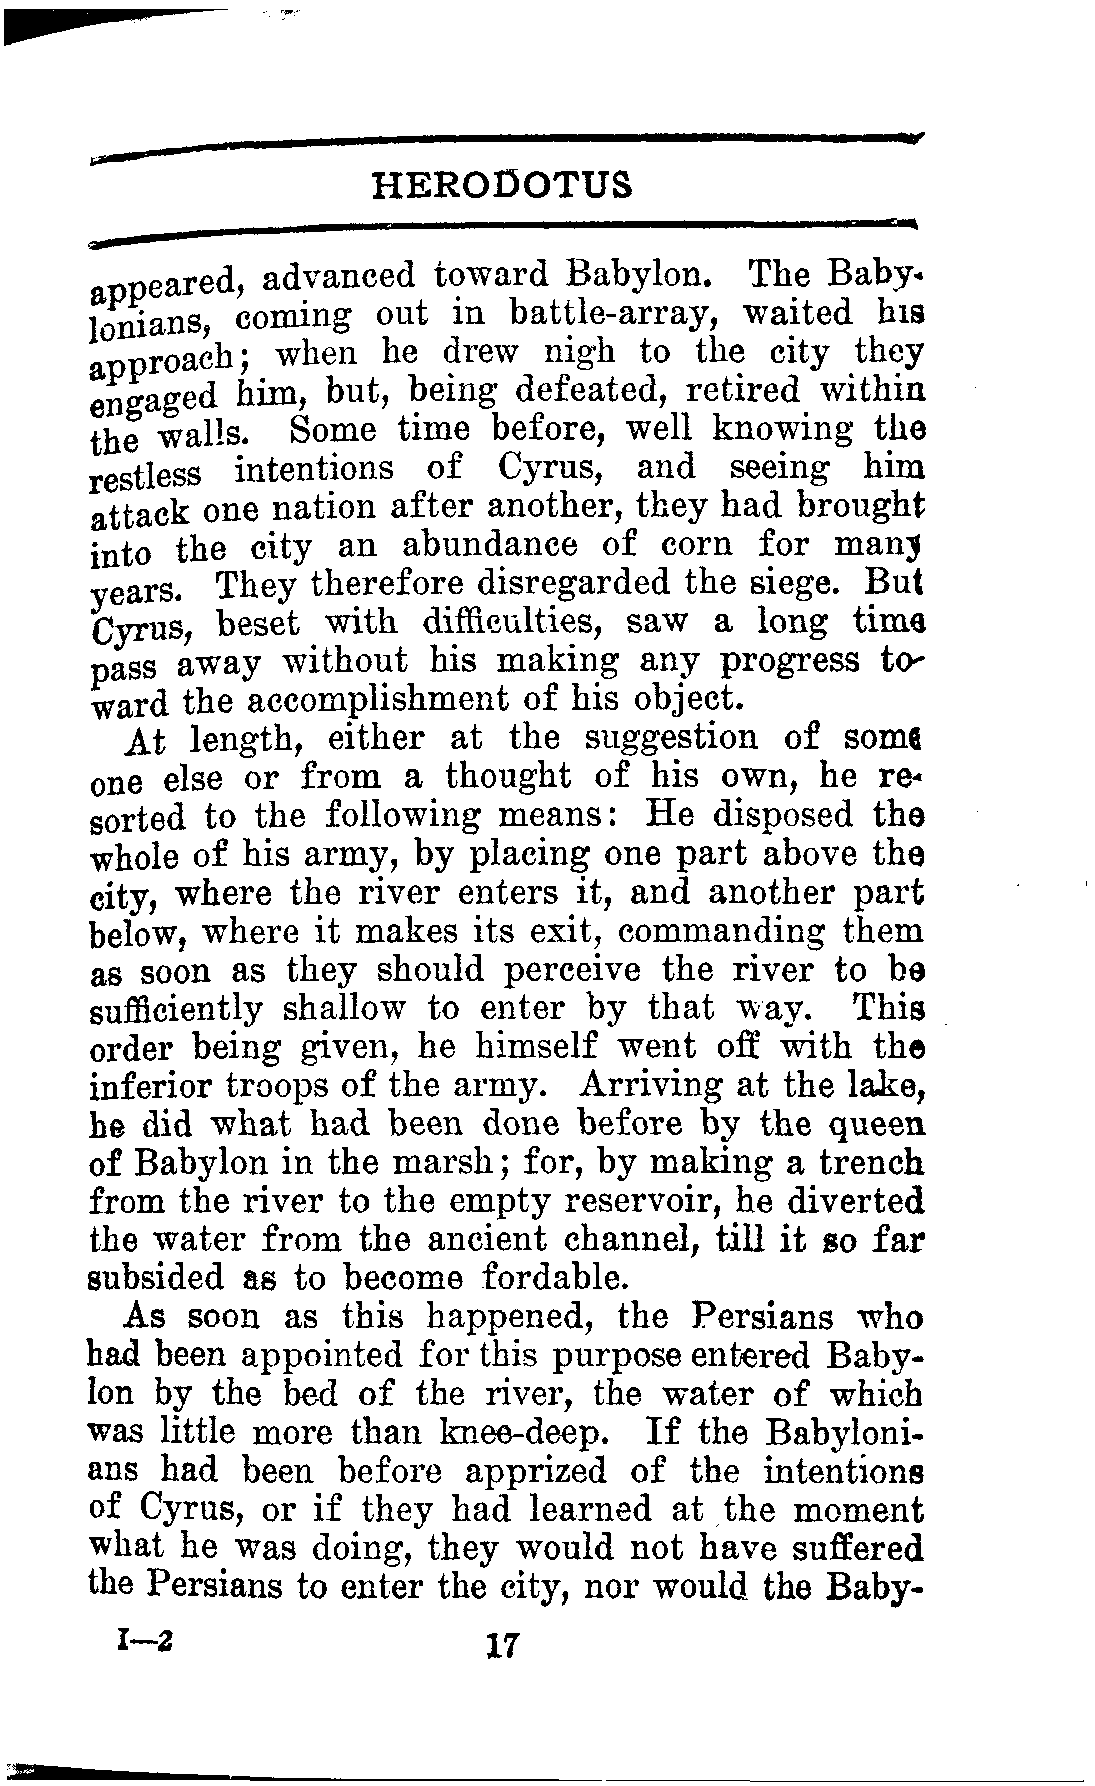 HERODOTUS
appeared, advanced toward Babylon. The Baby-
lonians, coming out in battle-array, waited his
approach; when he drew nigh to the city they
engaged him, but, being defeated, retired within
the walls. Some time before, well knowing the
restless intentions of Cyrus, and seeing him
attack one nation after another, they had brought
into the city an abundance of corn for many
years. They therefore disregarded the siege. But
Cyrus, beset with difficulties, saw a long time
pass away without his making any progress to-
ward the accomplishment of his object.
At length, either at the suggestion of some
one else or from a thought of his own, he re-
sorted to the following means: He disposed the
whole of his army, by placing one part above the
city, where the river enters it, and another part
below, where it makes its exit, commanding them
as soon as they should perceive the river to be
sufficiently shallow to enter by that way. This
order being given, he himself went off with the
inferior troops of the army. Arriving at the lake,
he did what had been done before by the queen
of Babylon in the marsh; for, by making a trench
from the river to the empty reservoir, he diverted
the water from the ancient channel, till it so far
subsided as to become fordable.
As soon as this happened, the Persians who
had been appointed for this purpose entered Baby-
lon by the bed of the river, the water of which
was little more than knee-deep. If the Babyloni-
ans had been before apprized of the intentions
of Cyrus, or if they had learned at the moment
what he was doing, they would not have suffered
the Persians to enter the city, nor would the Baby-
I—2 17